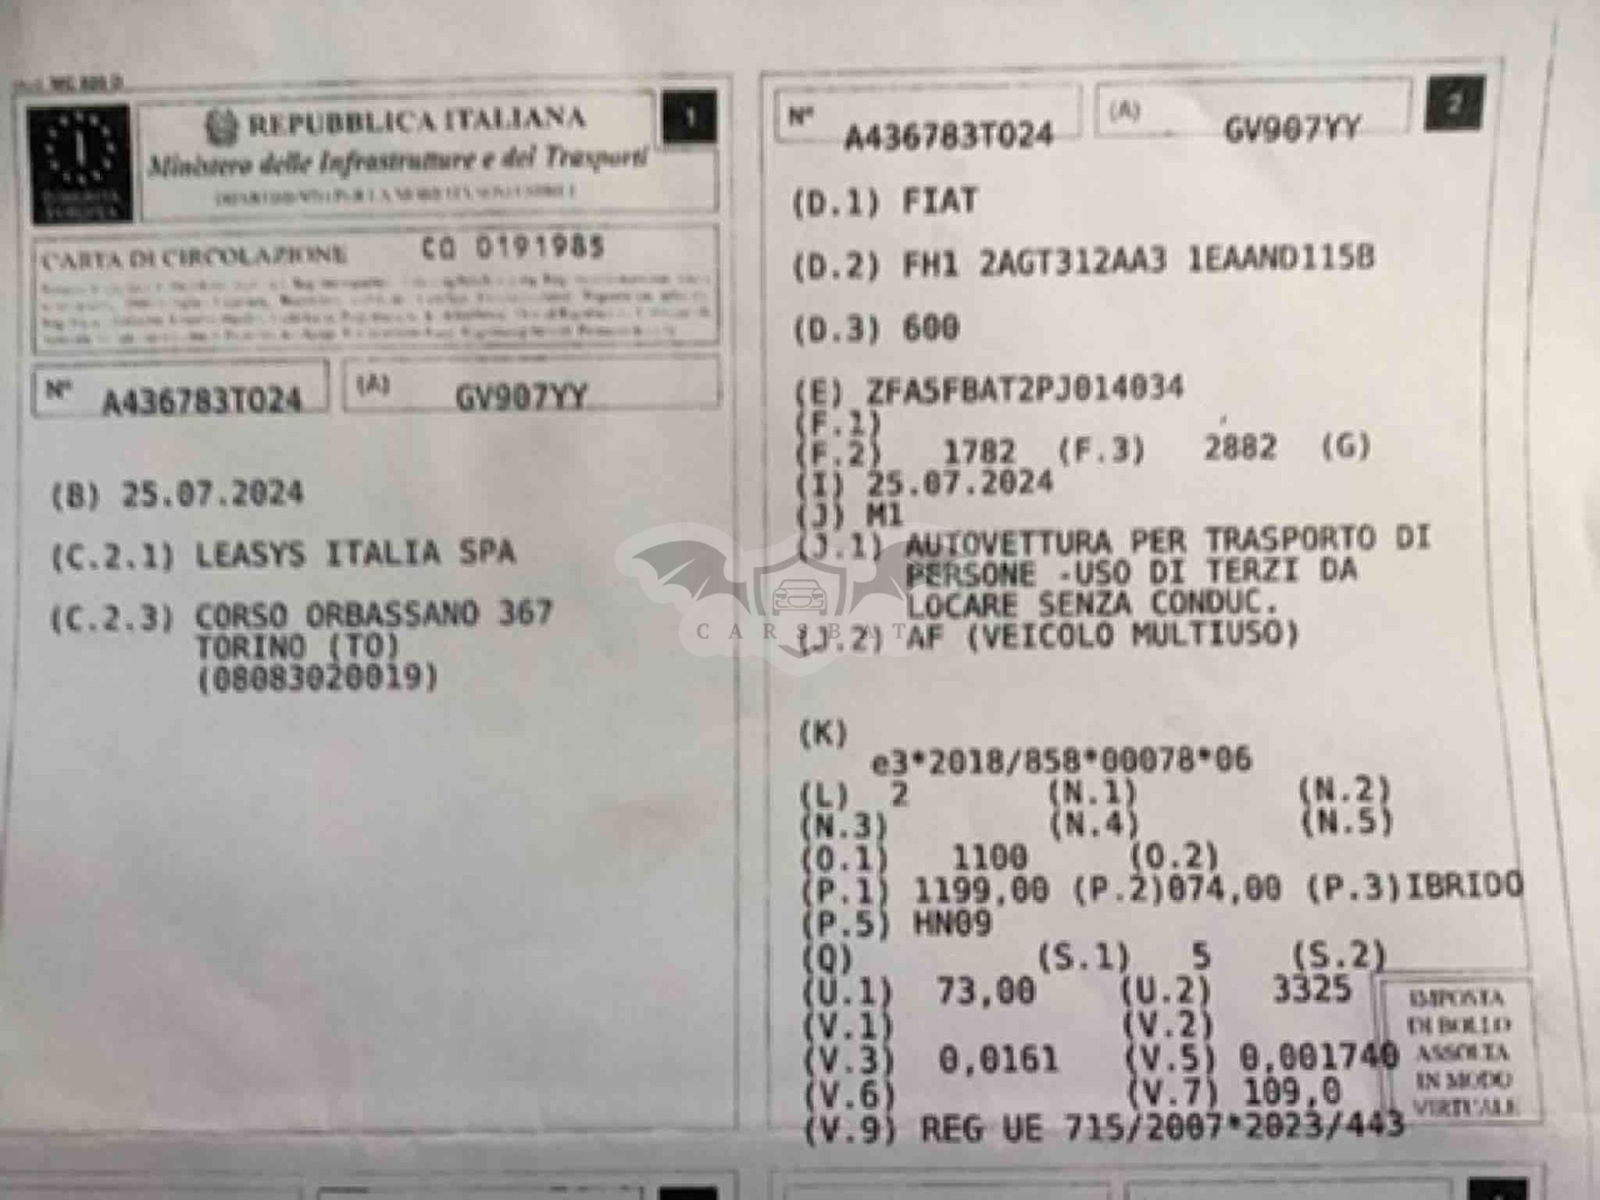 REPUBBLICA ITALIANA
1
Ministero delle Infrastrutture e dei Trasporti
COMUNITÀ EUROPEA
CARTA DI CIRCOLAZIONE CQ 0191985
N° A436783TO24 (A) GV907YY
(B) 25.07.2024
(C.2.1) LEASYS ITALIA SPA
(C.2.3) CORSO ORBASSANO 367
TORINO (TO)
(08083020019)
N° A436783TO24 (A) GV907YY
2
(D.1) FIAT
(D.2) FH1 2AGT312AA3 1EAAND115B
(D.3) 600
(E) ZFASFBAT2PJ014034
(F.1)
(F.2) 1782 (F.3) 2882 (G)
(I) 25.07.2024
(J) M1
(J.1) AUTOVETTURA PER TRASPORTO DI
PERSONE -USO DI TERZI DA
LOCARE SENZA CONDUC.
(J.2) AF (VEICOLO MULTIUSO)
CARSBAT
(K)
e3*2018/858*00078*06
(L) 2 (N.1) (N.2)
(N.3) (N.4) (N.5)
(O.1) 1100 (O.2)
(P.1) 1199,00 (P.2)074,00 (P.3)IBRIDO
(P.5) HN09
(Q) (S.1) 5 (S.2)
(U.1) 73,00 (U.2) 3325
(V.1) (V.2)
(V.3) 0,0161 (V.5) 0,001740
(V.6) (V.7) 109,0
(V.9) REG UE 715/2007*2023/443
IMPOSTA
DI BOLLO
ASSOLTA
IN MODO
VIRTUALE